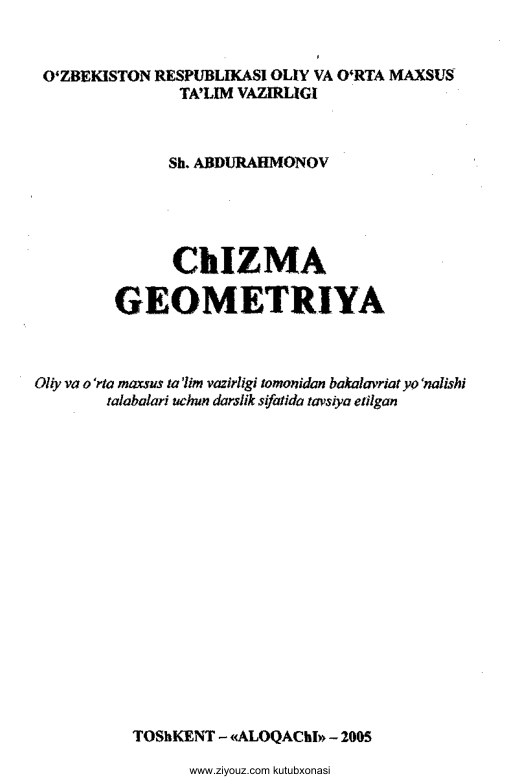 O‘ZBEKISTON RESPUBLIKASI OLIY VA O‘RTA MAXSUS
TA’LIM VAZIRLIGI
Sh. ABDURAHMONOV
ChIZMA
GEOMETRIYA
Oliy va o‘rta maxsus ta’lim vazirligi tomonidan bakalavriat yo‘nalishi
talabalari uchun darslik sifatida tavsiya etilgan
TOShKENT – «ALOQAChI» – 2005
www.ziyouz.com kutubxonasi